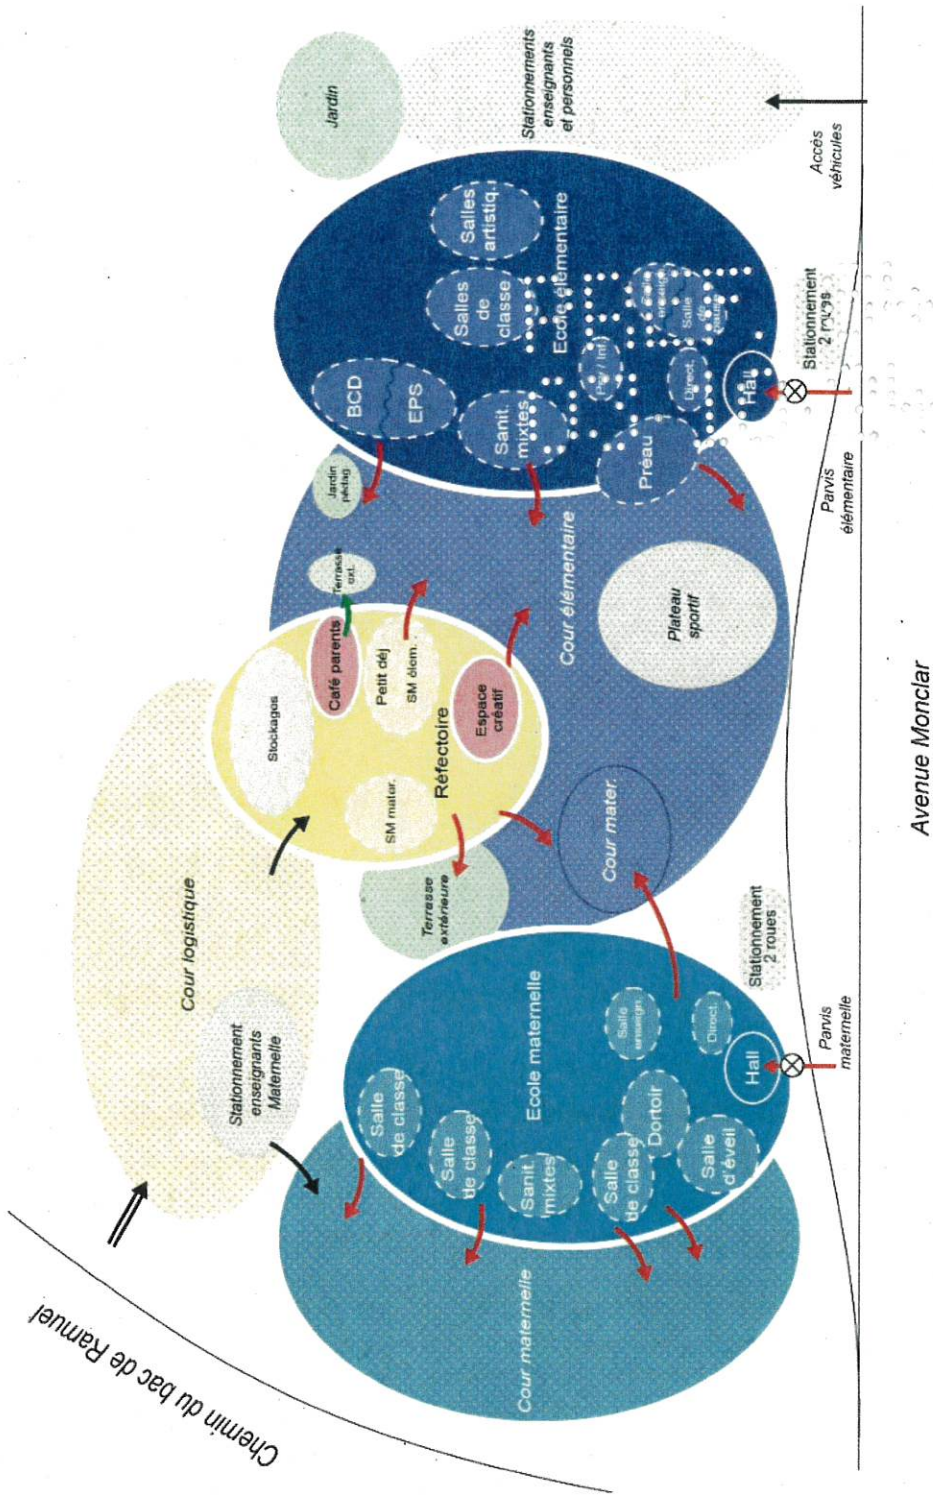 Chemin du bac de Ramuel
Cour logistique
Stationnement
enseignants
Maternelle
Cour maternelle
Ecole maternelle
Salle
de classe
Salle
de classe
Sanit.
mixtes
Salle
de classe
Dortoir
Salle
d'éveil
Salle
enseign.
Direct.
Hall
Parvis
maternelle
Stationnement
2 roues
Terrasse
extérieure
Cour mater.
Stockages
Café parents
Petit déj
SM élem.
SM mater.
Réfectoire
Espace
créatif
Terrasse
ext.
Jardin
pédag.
Cour élémentaire
Plateau
sportif
Ecole élémentaire
BCD
EPS
Salles
de
classe
Salles
artistiq.
Sanit.
mixtes
Préau
Direct.
Salle
de
pause
Hall
Parvis
élémentaire
Stationnement
2 roues
Jardin
Stationnements
enseignants
et personnels
Accès
véhicules
Avenue Monclar